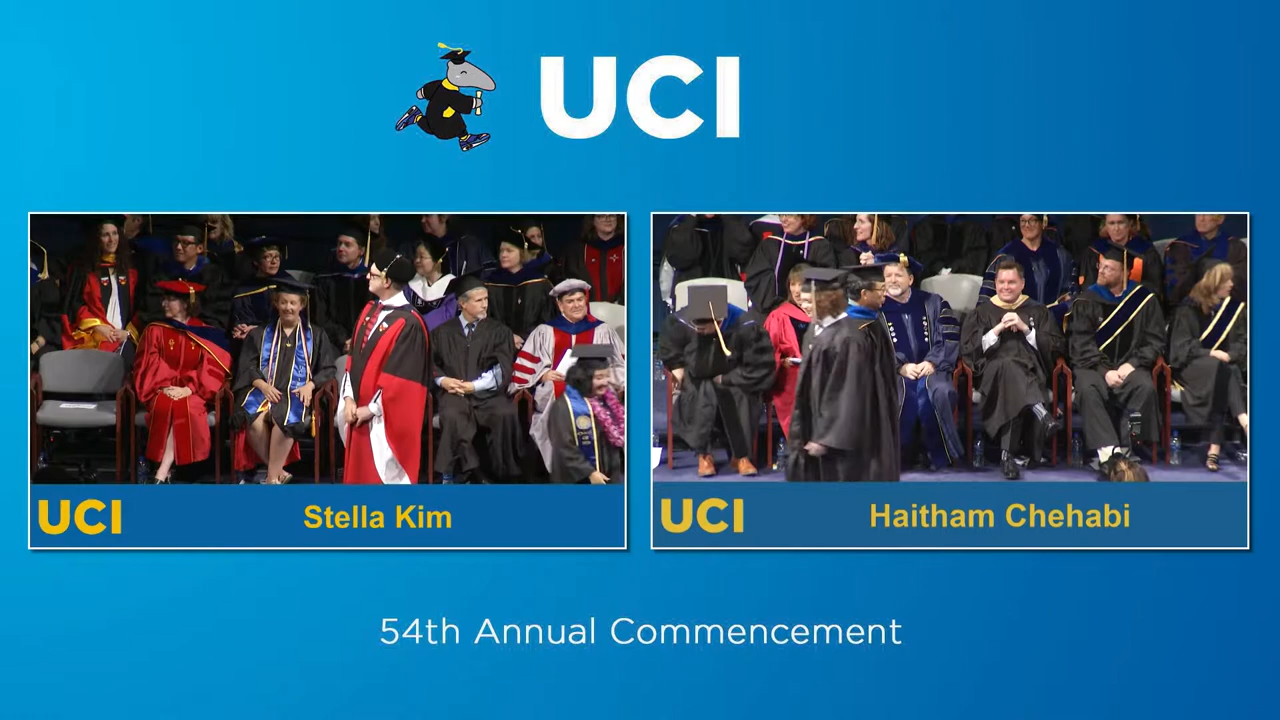 UCI
UCI
Stella Kim
UCI
Haitham Chehabi
54th Annual Commencement